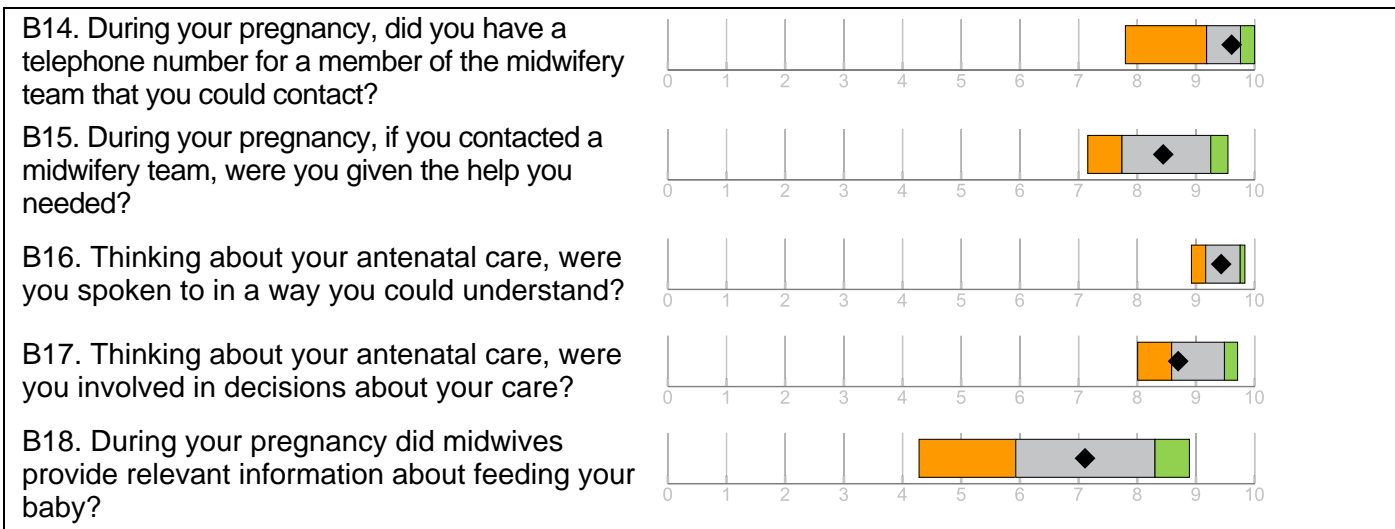 B14. During your pregnancy, did you have a
telephone number for a member of the midwifery
team that you could contact?
0 1 2 3 4 5 6 7 8 9 10
B15. During your pregnancy, if you contacted a
midwifery team, were you given the help you
needed?
0 1 2 3 4 5 6 7 8 9 10
B16. Thinking about your antenatal care, were
you spoken to in a way you could understand?
0 1 2 3 4 5 6 7 8 9 10
B17. Thinking about your antenatal care, were
you involved in decisions about your care?
0 1 2 3 4 5 6 7 8 9 10
B18. During your pregnancy did midwives
provide relevant information about feeding your
baby?
0 1 2 3 4 5 6 7 8 9 10